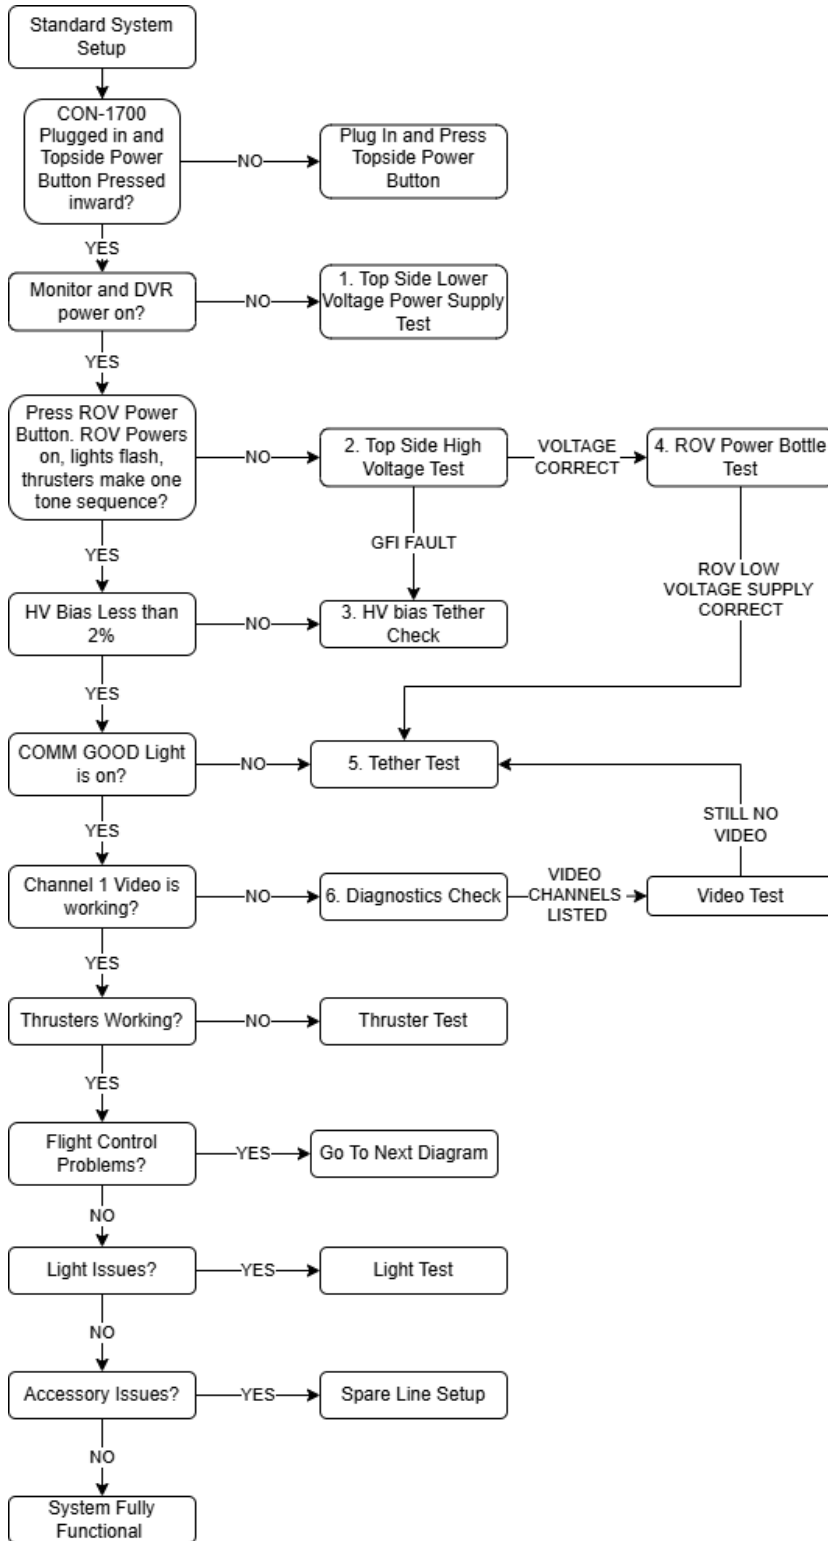 Standard System
Setup
CON-1700
Plugged in and
Topside Power
Button Pressed
inward?
NO
Plug In and Press
Topside Power
Button
YES
Monitor and DVR
power on?
NO
1. Top Side Lower
Voltage Power Supply
Test
YES
Press ROV Power
Button. ROV Powers
on, lights flash,
thrusters make one
tone sequence?
NO
2. Top Side High
Voltage Test
VOLTAGE
CORRECT
4. ROV Power Bottle
Test
YES
GFI FAULT
ROV LOW
VOLTAGE SUPPLY
CORRECT
HV Bias Less than
2%
NO
3. HV bias Tether
Check
YES
COMM GOOD Light
is on?
NO
5. Tether Test
YES
STILL NO
VIDEO
Channel 1 Video is
working?
NO
6. Diagnostics Check
VIDEO
CHANNELS
LISTED
Video Test
YES
Thrusters Working?
NO
Thruster Test
YES
Flight Control
Problems?
YES
Go To Next Diagram
NO
Light Issues?
YES
Light Test
NO
Accessory Issues?
YES
Spare Line Setup
NO
System Fully
Functional